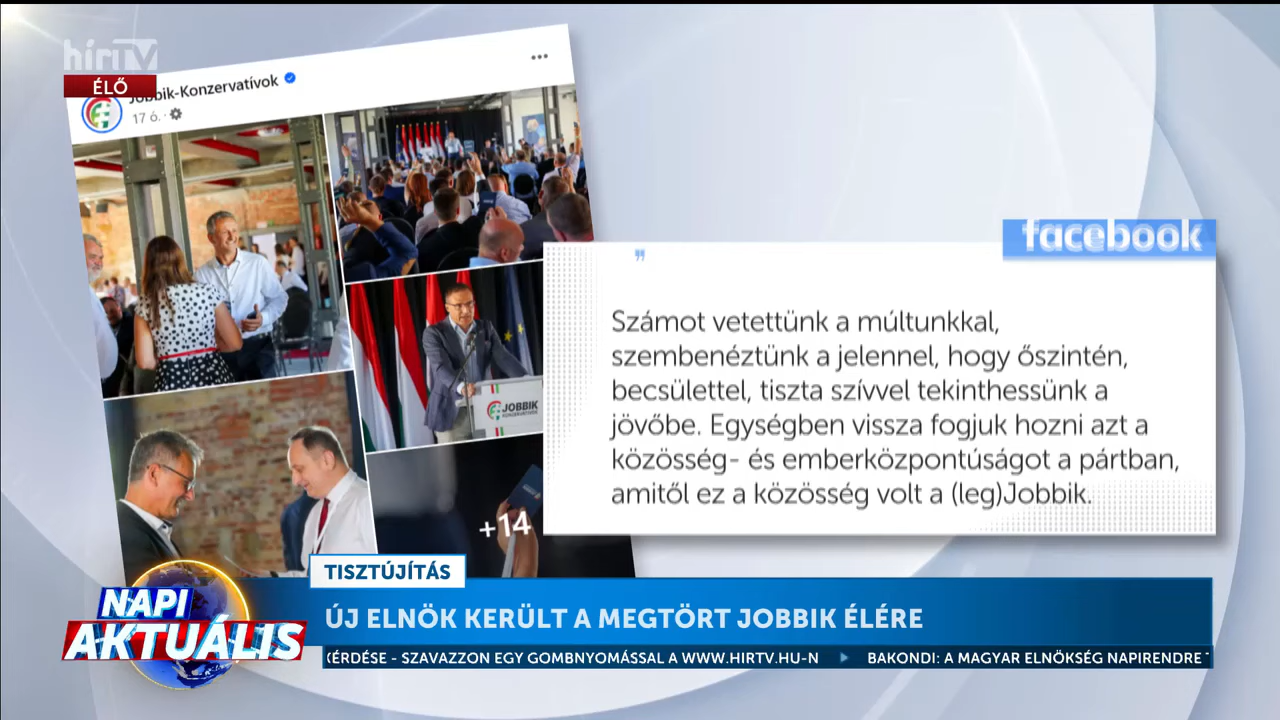 hírTV
ÉLŐ
Jobbik-Konzervatívok
17 ó.
facebook
Számot vetettünk a múltunkkal,
szembenéztünk a jelennel, hogy őszintén,
becsülettel, tiszta szívvel tekinthessünk a
jövőbe. Egységben vissza fogjuk hozni azt a
közösség- és emberközpontúságot a pártban,
amitől ez a közösség volt a (leg)Jobbik.
JOBBIK
KONZERVATÍVOK
+14
TISZTÚJÍTÁS
ÚJ ELNÖK KERÜLT A MEGTÖRT JOBBIK ÉLÉRE
NAPI
AKTUÁLIS
KÉRDÉSE - SZAVAZZON EGY GOMBNYOMÁSSAL A WWW.HIRTV.HU-N BAKONDI: A MAGYAR ELNÖKSÉG NAPIRENDRE